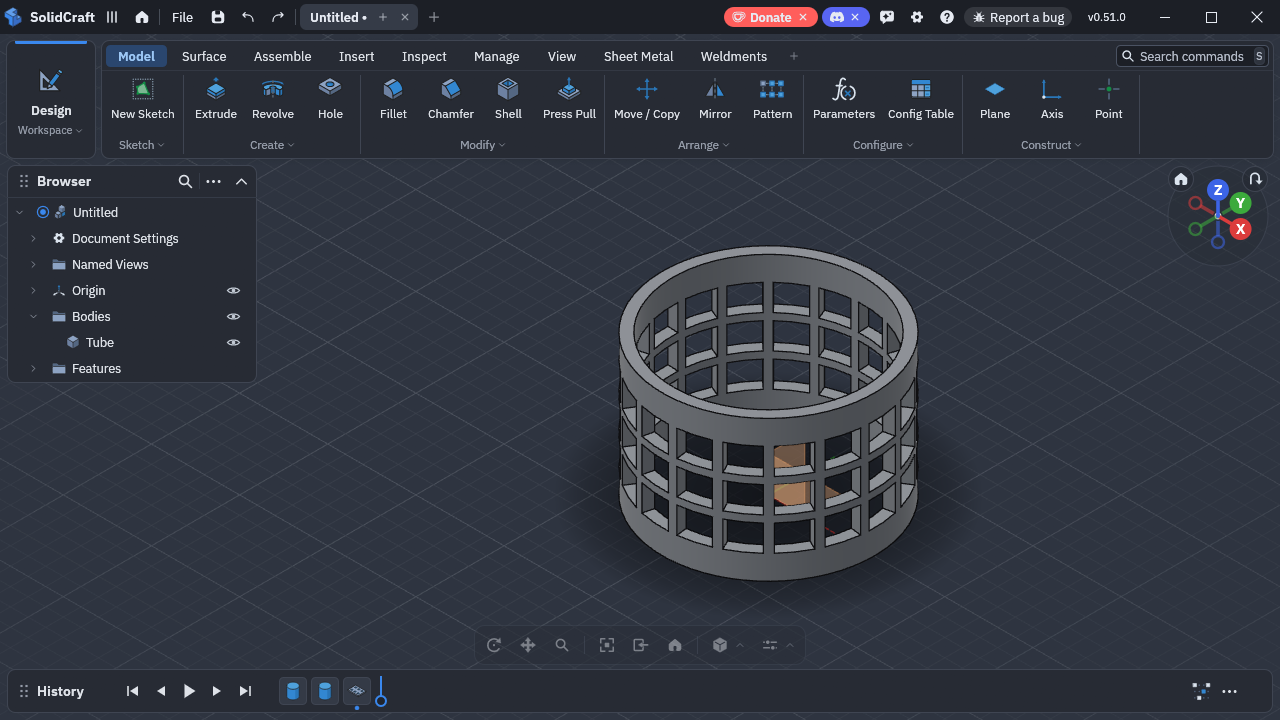 SolidCraft
File
Untitled •
Donate
Report a bug
v0.51.0
Design
Workspace
Model
Surface
Assemble
Insert
Inspect
Manage
View
Sheet Metal
Weldments
Search commands
S
New Sketch
Extrude
Revolve
Hole
Fillet
Chamfer
Shell
Press Pull
Move / Copy
Mirror
Pattern
Parameters
Config Table
Plane
Axis
Point
Sketch
Create
Modify
Arrange
Configure
Construct
Browser
Untitled
Document Settings
Named Views
Origin
Bodies
Tube
Features
Z
Y
X
History